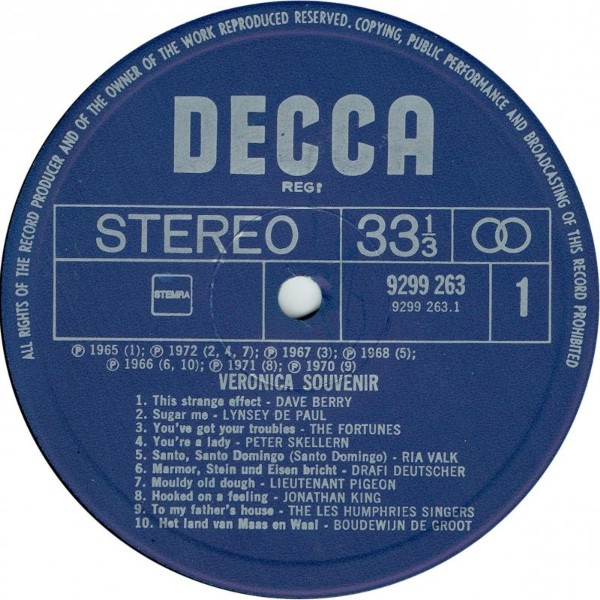 ALL RIGHTS OF THE RECORD PRODUCER AND OF THE OWNER OF THE WORK REPRODUCED RESERVED. COPYING, PUBLIC PERFORMANCE AND BROADCASTING OF THIS RECORD PROHIBITED
DECCA
REGD
STEREO 33 1/3
STEMRA
9299 263
9299 263.1
1
Ⓟ 1965 (1); Ⓟ 1972 (2, 4, 7); Ⓟ 1967 (3); Ⓟ 1968 (5);
Ⓟ 1966 (6, 10); Ⓟ 1971 (8); Ⓟ 1970 (9)
VERONICA SOUVENIR
1. This strange effect - DAVE BERRY
2. Sugar me - LYNSEY DE PAUL
3. You've got your troubles - THE FORTUNES
4. You're a lady - PETER SKELLERN
5. Santo, Santo Domingo (Santo Domingo) - RIA VALK
6. Marmor, Stein und Eisen bricht - DRAFI DEUTSCHER
7. Mouldy old dough - LIEUTENANT PIGEON
8. Hooked on a feeling - JONATHAN KING
9. To my father's house - THE LES HUMPHRIES SINGERS
10. Het land van Maas en Waal - BOUDEWIJN DE GROOT